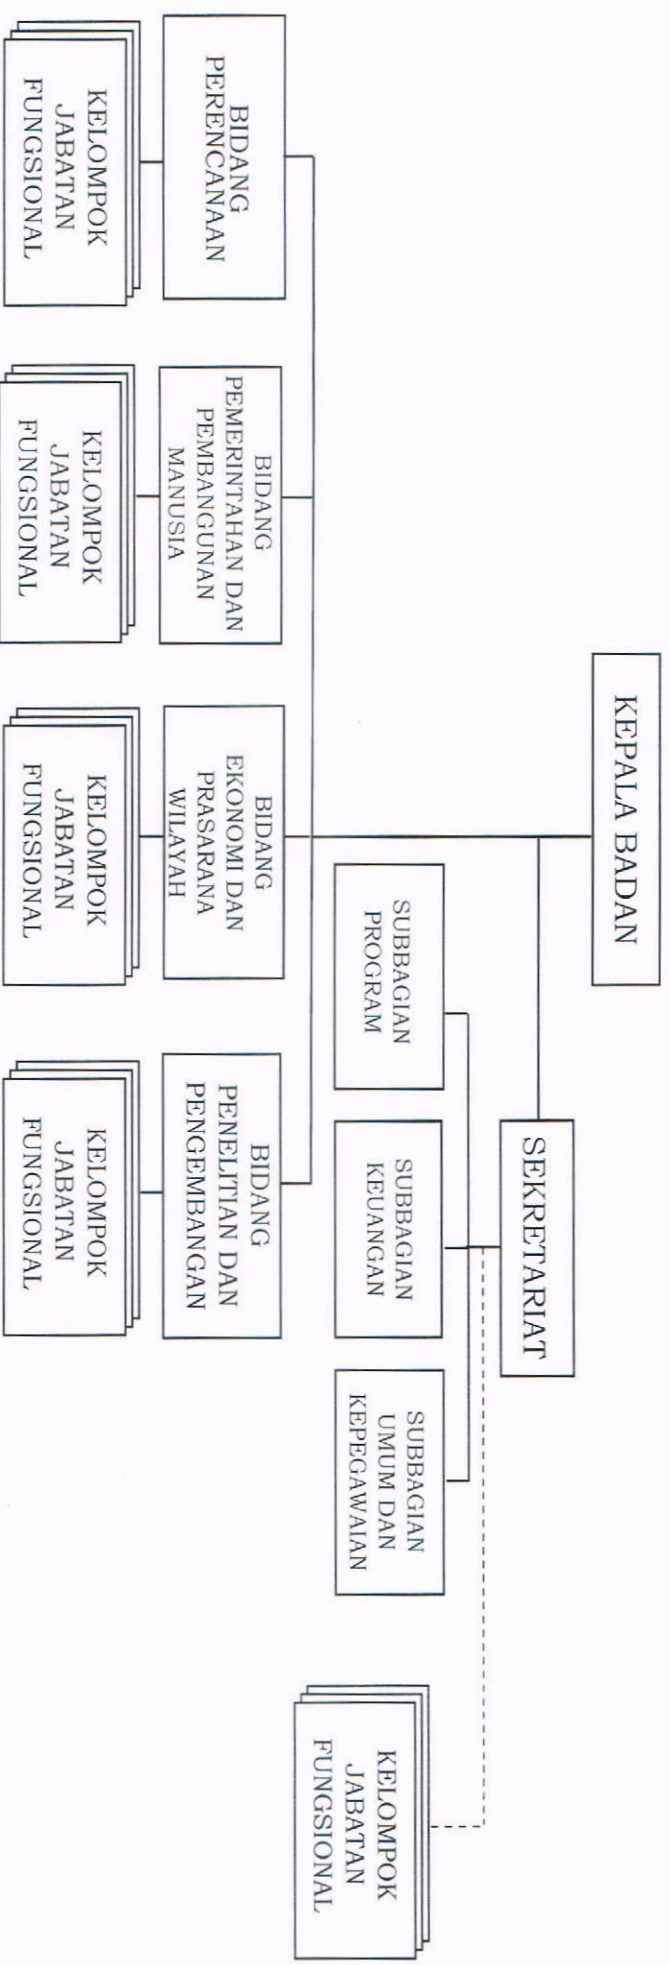 KEPALA BADAN
SEKRETARIAT
SUBBAGIAN
PROGRAM
SUBBAGIAN
KEUANGAN
SUBBAGIAN
UMUM DAN
KEPEGAWAIAN
KELOMPOK
JABATAN
FUNGSIONAL
BIDANG
PERENCANAAN
BIDANG
PEMERINTAHAN DAN
PEMBANGUNAN
MANUSIA
BIDANG
EKONOMI DAN
PRASARANA
WILAYAH
BIDANG
PENELITIAN DAN
PENGEMBANGAN
KELOMPOK
JABATAN
FUNGSIONAL
KELOMPOK
JABATAN
FUNGSIONAL
KELOMPOK
JABATAN
FUNGSIONAL
KELOMPOK
JABATAN
FUNGSIONAL